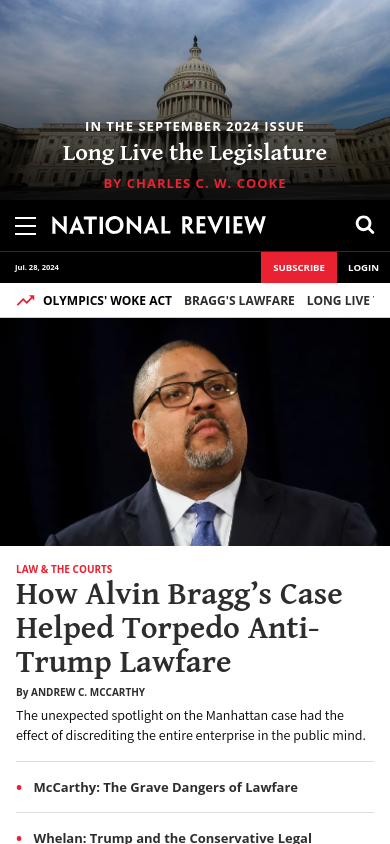 IN THE SEPTEMBER 2024 ISSUE
Long Live the Legislature
BY CHARLES C. W. COOKE
NATIONAL REVIEW
Jul. 28, 2024
SUBSCRIBE
LOGIN
OLYMPICS' WOKE ACT BRAGG'S LAWFARE LONG LIVE
LAW & THE COURTS
How Alvin Bragg’s Case
Helped Torpedo Anti-
Trump Lawfare
By ANDREW C. MCCARTHY
The unexpected spotlight on the Manhattan case had the
effect of discrediting the entire enterprise in the public mind.
McCarthy: The Grave Dangers of Lawfare
Whelan: Trump and the Conservative Legal